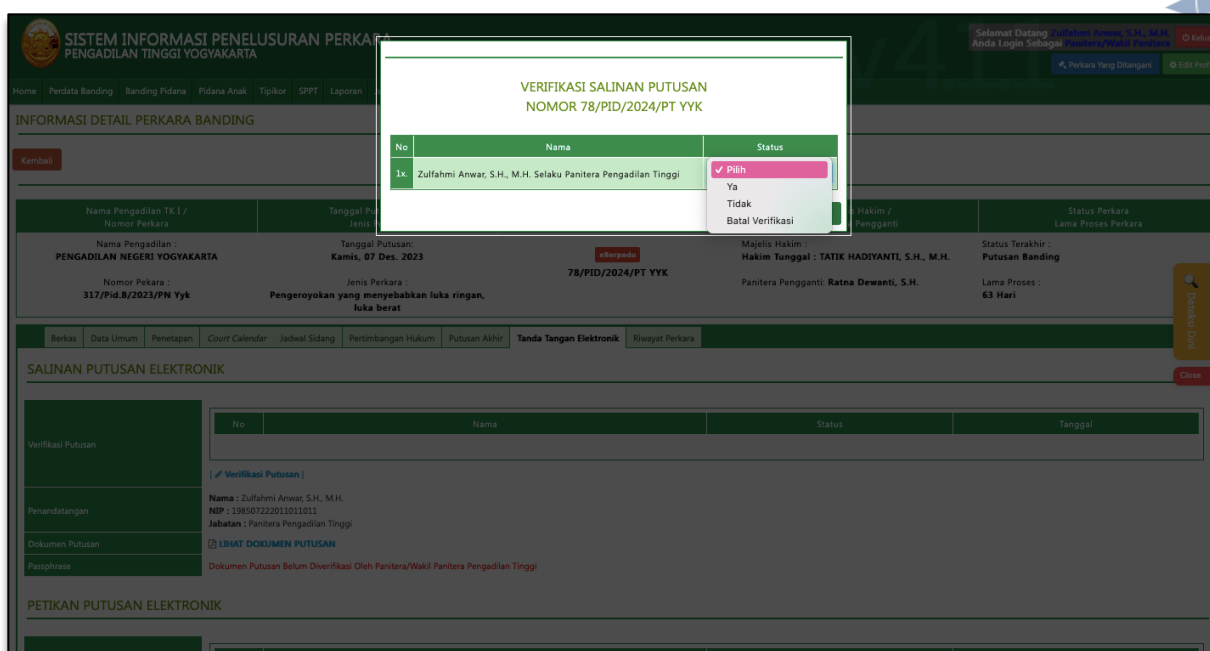 SISTEM INFORMASI PENELUSURAN PERKARA
PENGADILAN TINGGI YOGYAKARTA
Selamat Datang Zulfahmi Anwar, S.H., M.H.
Anda Login Sebagai Panitera/Wakil Panitera
Perkara Yang Ditangani
Home Perdata Banding Banding Pidana Pidana Anak Tipikor SPPT Laporan
INFORMASI DETAIL PERKARA BANDING
Kembali
VERIFIKASI SALINAN PUTUSAN
NOMOR 78/PID/2024/PT YYK
No Nama Status
1x. Zulfahmi Anwar, S.H., M.H. Selaku Panitera Pengadilan Tinggi
✓ Pilih
Ya
Tidak
Batal Verifikasi
Nama Pengadilan TK I /
Nomor Perkara
Hakim /
Pengganti
Status Perkara
Lama Proses Perkara
Nama Pengadilan :
PENGADILAN NEGERI YOGYAKARTA
Nomor Pekara :
317/Pid.B/2023/PN Yyk
Tanggal Putusan:
Kamis, 07 Des. 2023
Jenis Perkara :
Pengeroyokan yang menyebabkan luka ringan,
luka berat
eBerpadu
78/PID/2024/PT YYK
Majelis Hakim :
Hakim Tunggal : TATIK HADIYANTI, S.H., M.H.
Panitera Pengganti: Ratna Dewanti, S.H.
Status Terakhir :
Putusan Banding
Lama Proses :
63 Hari
Deteksi Dini
Close
Berkas Data Umum Penetapan Court Calendar Jadwal Sidang Pertimbangan Hukum Putusan Akhir Tanda Tangan Elektronik Riwayat Perkara
SALINAN PUTUSAN ELEKTRONIK
No Nama Status Tanggal
Verifikasi Putusan
[ Verifikasi Putusan ]
Penandatangan
Nama : Zulfahmi Anwar, S.H., M.H.
NIP : 198507222011011011
Jabatan : Panitera Pengadilan Tinggi
Dokumen Putusan LIHAT DOKUMEN PUTUSAN
Passphrase Dokumen Putusan Belum Diverifikasi Oleh Panitera/Wakil Panitera Pengadilan Tinggi
PETIKAN PUTUSAN ELEKTRONIK